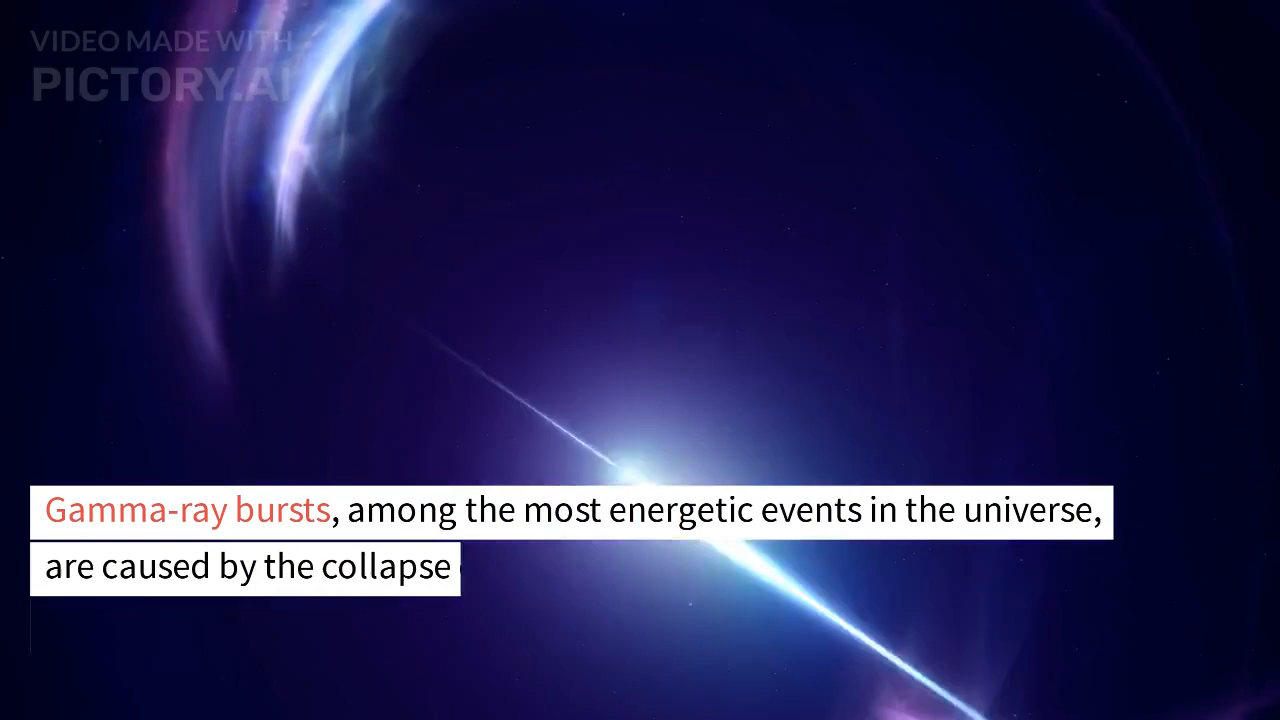 VIDEO MADE WITH
PICTORY.AI
Gamma-ray bursts, among the most energetic events in the universe,
are caused by the collapse